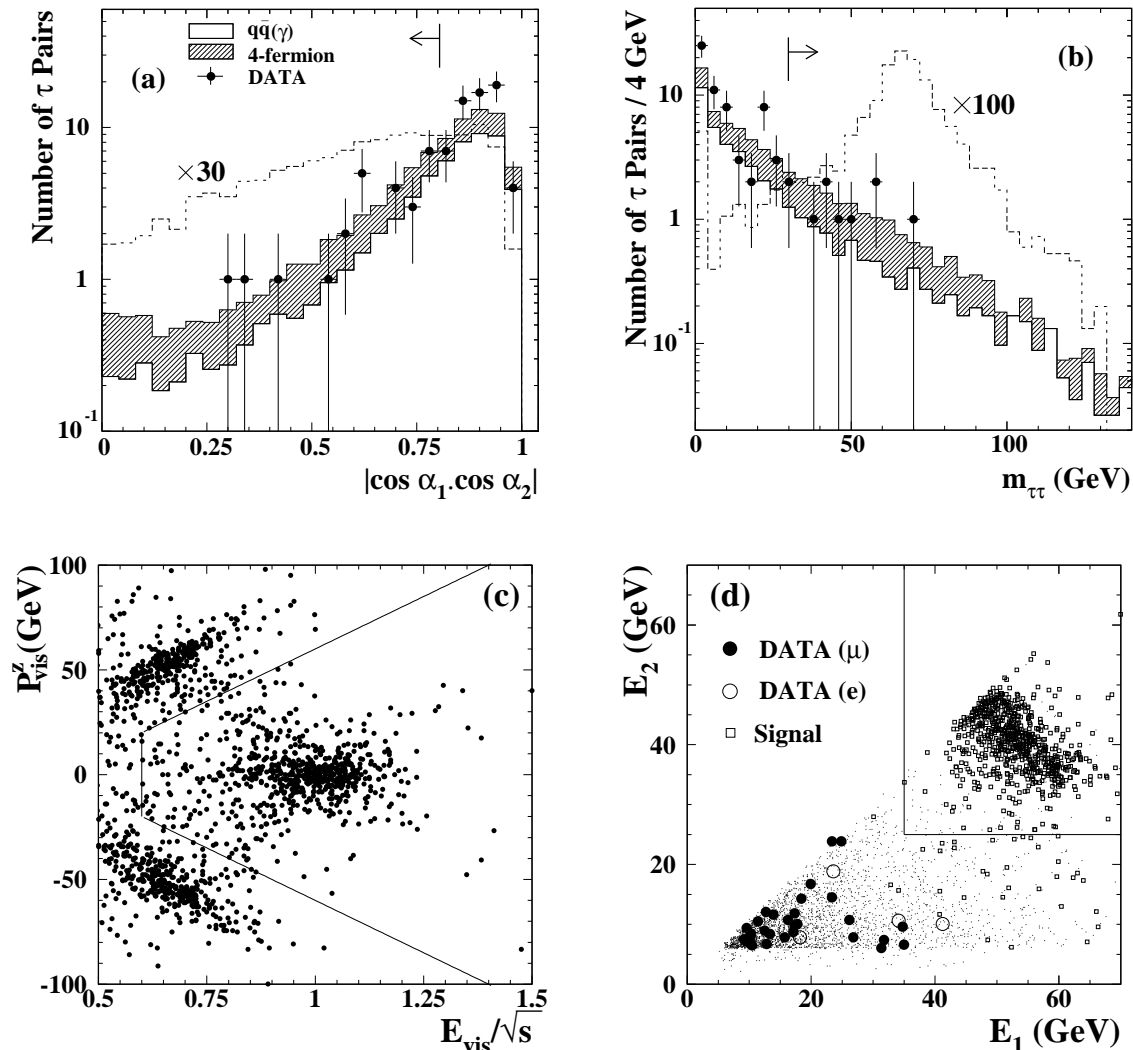 Number of τ Pairs
10
1
10⁻¹
0 0.25 0.5 0.75 1
|cos α₁.cos α₂|
qq̄(γ)
4-fermion
DATA
(a)
×30
Number of τ Pairs / 4 GeV
10
1
10⁻¹
0 50 100
m_ττ (GeV)
(b)
×100
P^z_vis (GeV)
100
50
0
-50
-100
0.5 0.75 1 1.25 1.5
E_vis/√s
(c)
E₂ (GeV)
60
40
20
0
0 20 40 60
E₁ (GeV)
(d)
DATA (μ)
DATA (e)
Signal